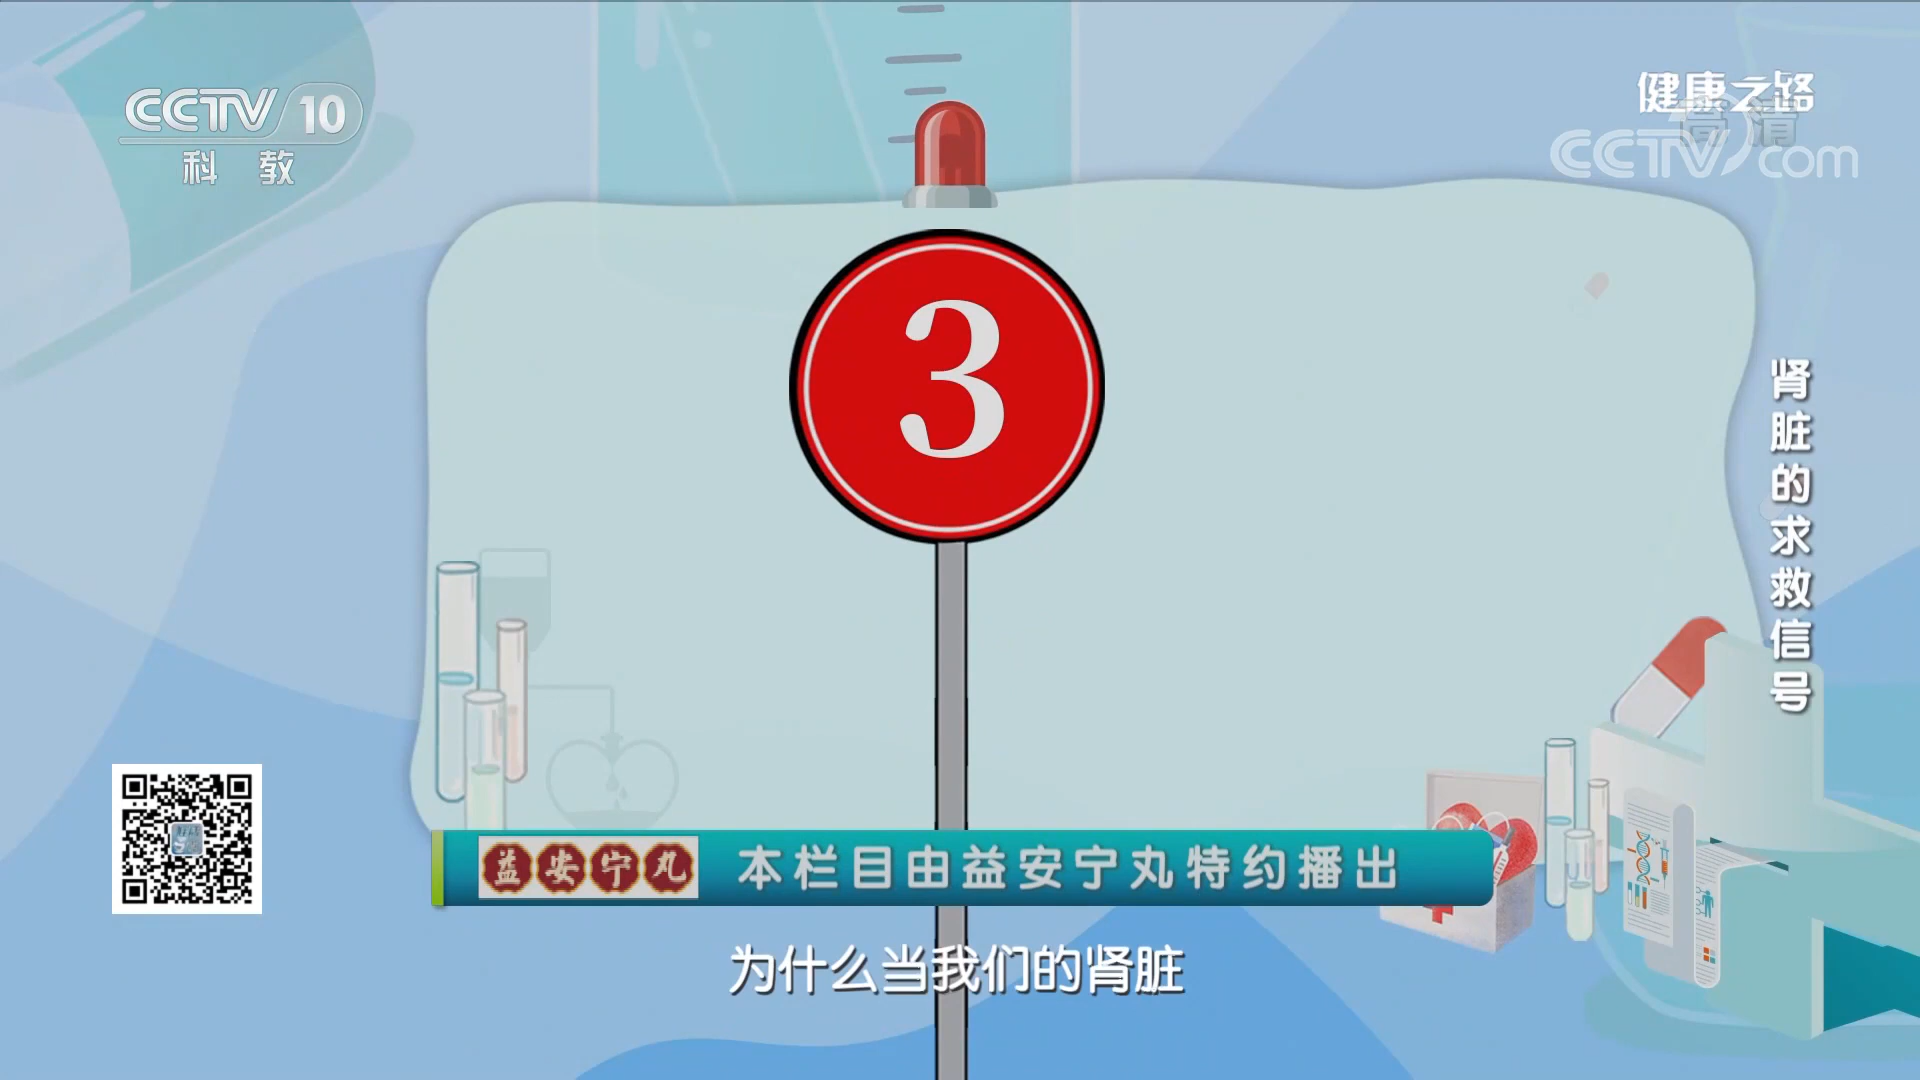 CCTV 10
科 教
健康之路
高清
CCTV com
3
肾脏的求救信号
益安宁丸 本栏目由益安宁丸特约播出
为什么当我们的肾脏